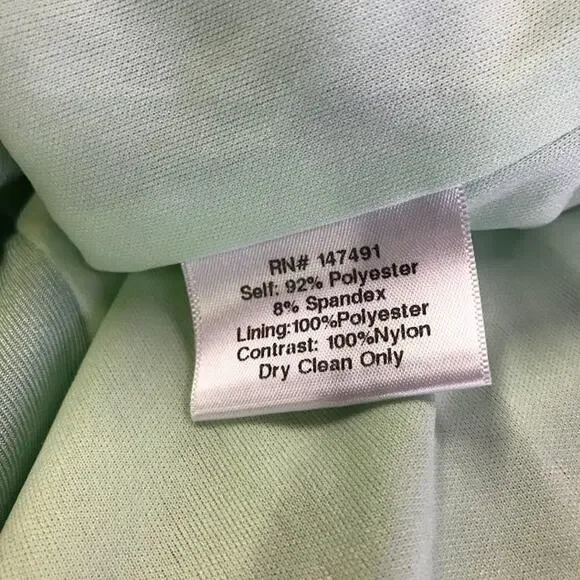 RN# 147491
Self: 92% Polyester
8% Spandex
Lining:100%Polyester
Contrast: 100%Nylon
Dry Clean Only